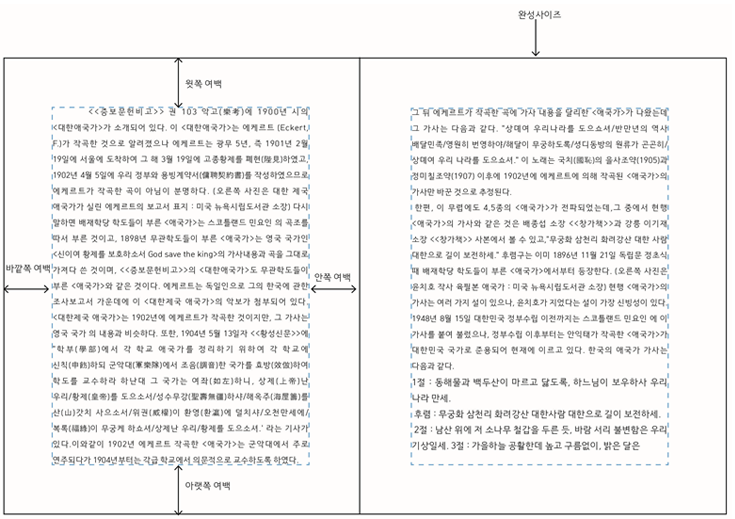 완성사이즈
윗쪽 여백
<<증보문헌비고>> 권 103 악고(樂考)에 1900년 시의
<대한애국가>가 소개되어 있다. 이 <대한애국가>는 에케르트 (Eckert,
F.)가 작곡한 것으로 알려졌으나 에케르트는 광무 5년, 즉 1901년 2월
19일에 서울에 도착하여 그 해 3월 19일에 고종황제를 폐현(陛見)하였고,
1902년 4월 5일에 우리 정부와 용빙계약서(傭聘契約書)를 작성하였으므로
에케르트가 작곡한 곡이 아님이 분명하다. (오른쪽 사진은 대한 제국
애국가가 실린 에케르트의 보고서 표지 : 미국 뉴욕시립도서관 소장) 다시
말하면 배재학당 학도들이 부른 <애국가>는 스코틀랜드 민요인 의 곡조를
따서 부른 것이고, 1898년 무관학도들이 부른 <애국가>는 영국 국가인
<신이여 황제를 보호하소서 God save the king>의 가사내용과 곡을 그대로
가져다 쓴 것이며, <<증보문헌비고>>의 <대한애국가>도 무관학도들이
부른 <애국가>와 같은 것이다. 에케르트는 독일인으로 그의 한국에 관한
조사보고서 가운데에 이 <대한제국 애국가>의 악보가 첨부되어 있다.
<대한제국 애국가>는 1902년에 에케르트가 작곡한 것이지만, 그 가사는
영국 국가 의 내용과 비슷하다. 또한, 1904년 5월 13일자 <황성신문>에
“학부(學部)에서 각 학교 애국가를 정리하기 위하여 각 학교에
신칙(申飭)하되 군악대(軍樂隊)에서 조음(調音)한 국가를 효방(效倣)하여
학도를 교수하라 하난대 그 국가는 여좌(如左)하니, 상제(上帝)난
우리/황제(皇帝)를 도으소서/성수무강(聖壽無疆)하사/해옥주(海屋籌)를
산(山)갓치 사으소서/위권(威權)이 환영(寰瀛)에 덜치사/오천만세에/
복록(福祿)이 무궁케 하소서/상제난 우리/황제를 도으소서.’ 라는 기사가
있다.이와같이 1902년 에케르트 작곡한 <애국가>는 군악대에서 주로
연주되다가 1904년부터는 각급 학교에서 의문적으로 교수하도록 하였다.
바깥쪽 여백
안쪽 여백
아랫쪽 여백
그 뒤 에케르트가 작곡한 곡에 가사 내용을 달리한 <애국가>가 나왔는데
그 가사는 다음과 같다. “상뎨여 우리나라를 도으쇼셔/반만년의 역사
배달민족/영원히 번영하야/해달이 무궁하도록/성디동방의 원류가 곤곤히/
상뎨여 우리 나라를 도으쇼셔.” 이 노래는 국치(國恥)의 을사조약(1905)과
정미칠조약(1907) 이후에 1902년에 에케르트에 의해 작곡된 <애국가>의
가사만 바꾼 것으로 추정된다.
한편, 이 무렵에도 4,5종의 <애국가>가 전파되었는데,그 중에서 현행
<애국가>의 가사와 같은 것은 배종섭 소장 <<창가책>>과 강릉 이기재
소장 <<창가책>> 사본에서 볼 수 있고,“무궁화 삼천리 화려강산 대한 사람
대한으로 길이 보전하세.” 후렴구는 이미 1896년 11월 21일 독립문 정초식
때 배재학당 학도들이 부른 <애국가>에서부터 등장한다. (오른쪽 사진은
윤치호 작사 육필본 애국가 : 미국 뉴욕시립도서관 소장) 현행 <애국가>의
가사는 여러 가지 설이 있으나, 윤치호가 지었다는 설이 가장 신빙성이 있다.
1948년 8월 15일 대한민국 정부수립 이전까지는 스코틀랜드 민요인 에 이
가사를 붙여 불렀으나, 정부수립 이후부터는 안익태가 작곡한 <애국가>가
대한민국 국가로 준용되어 현재에 이르고 있다. 한국의 애국가 가사는
다음과 같다.
1절 : 동해물과 백두산이 마르고 닳도록, 하느님이 보우하사 우리
나라 만세.
후렴 : 무궁화 삼천리 화려강산 대한사람 대한으로 길이 보전하세.
2절 : 남산 위에 저 소나무 철갑을 두른 듯, 바람 서리 불변함은 우리
기상일세. 3절 : 가을하늘 공활한데 높고 구름없이, 밝은 달은